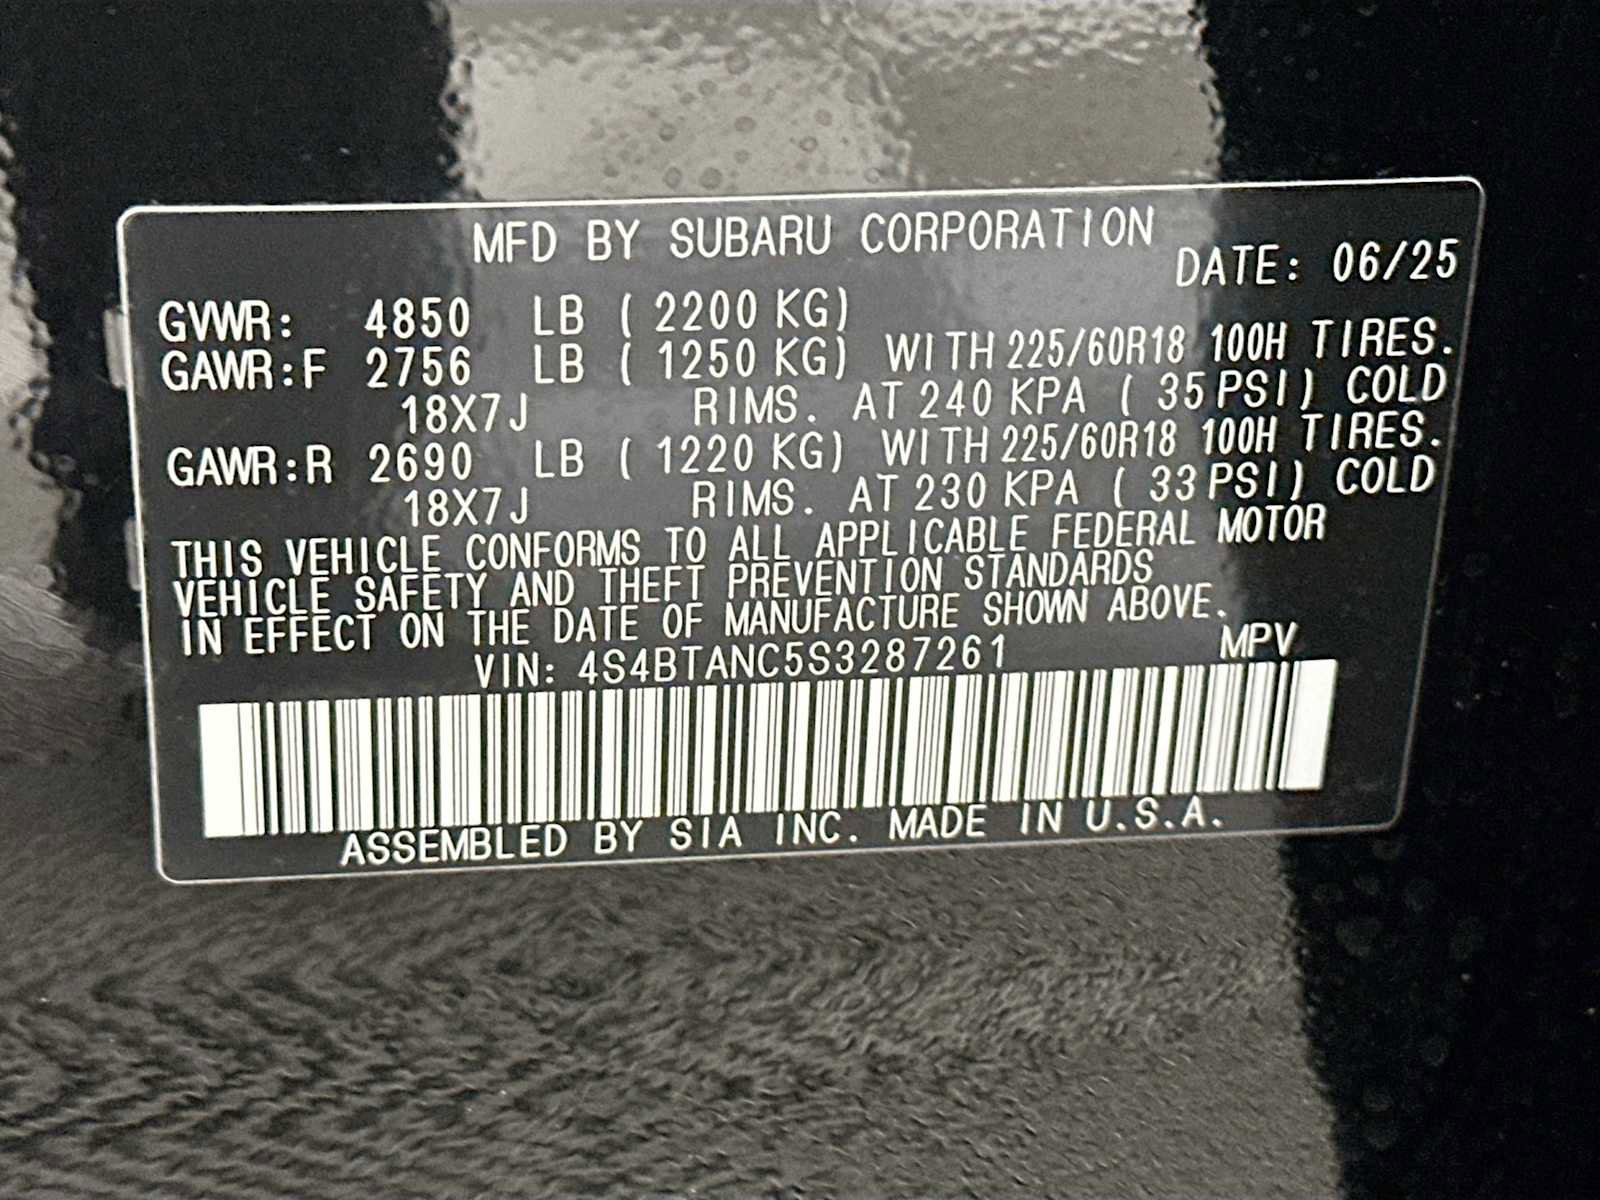 MFD BY SUBARU CORPORATION
DATE: 06/25
GVWR: 4850 LB ( 2200 KG)
GAWR:F 2756 LB ( 1250 KG) WITH 225/60R18 100H TIRES.
18X7J RIMS. AT 240 KPA ( 35 PSI) COLD
GAWR:R 2690 LB ( 1220 KG) WITH 225/60R18 100H TIRES.
18X7J RIMS. AT 230 KPA ( 33 PSI) COLD
THIS VEHICLE CONFORMS TO ALL APPLICABLE FEDERAL MOTOR
VEHICLE SAFETY AND THEFT PREVENTION STANDARDS
IN EFFECT ON THE DATE OF MANUFACTURE SHOWN ABOVE.
VIN: 4S4BTANC5S3287261 MPV
ASSEMBLED BY SIA INC. MADE IN U.S.A.